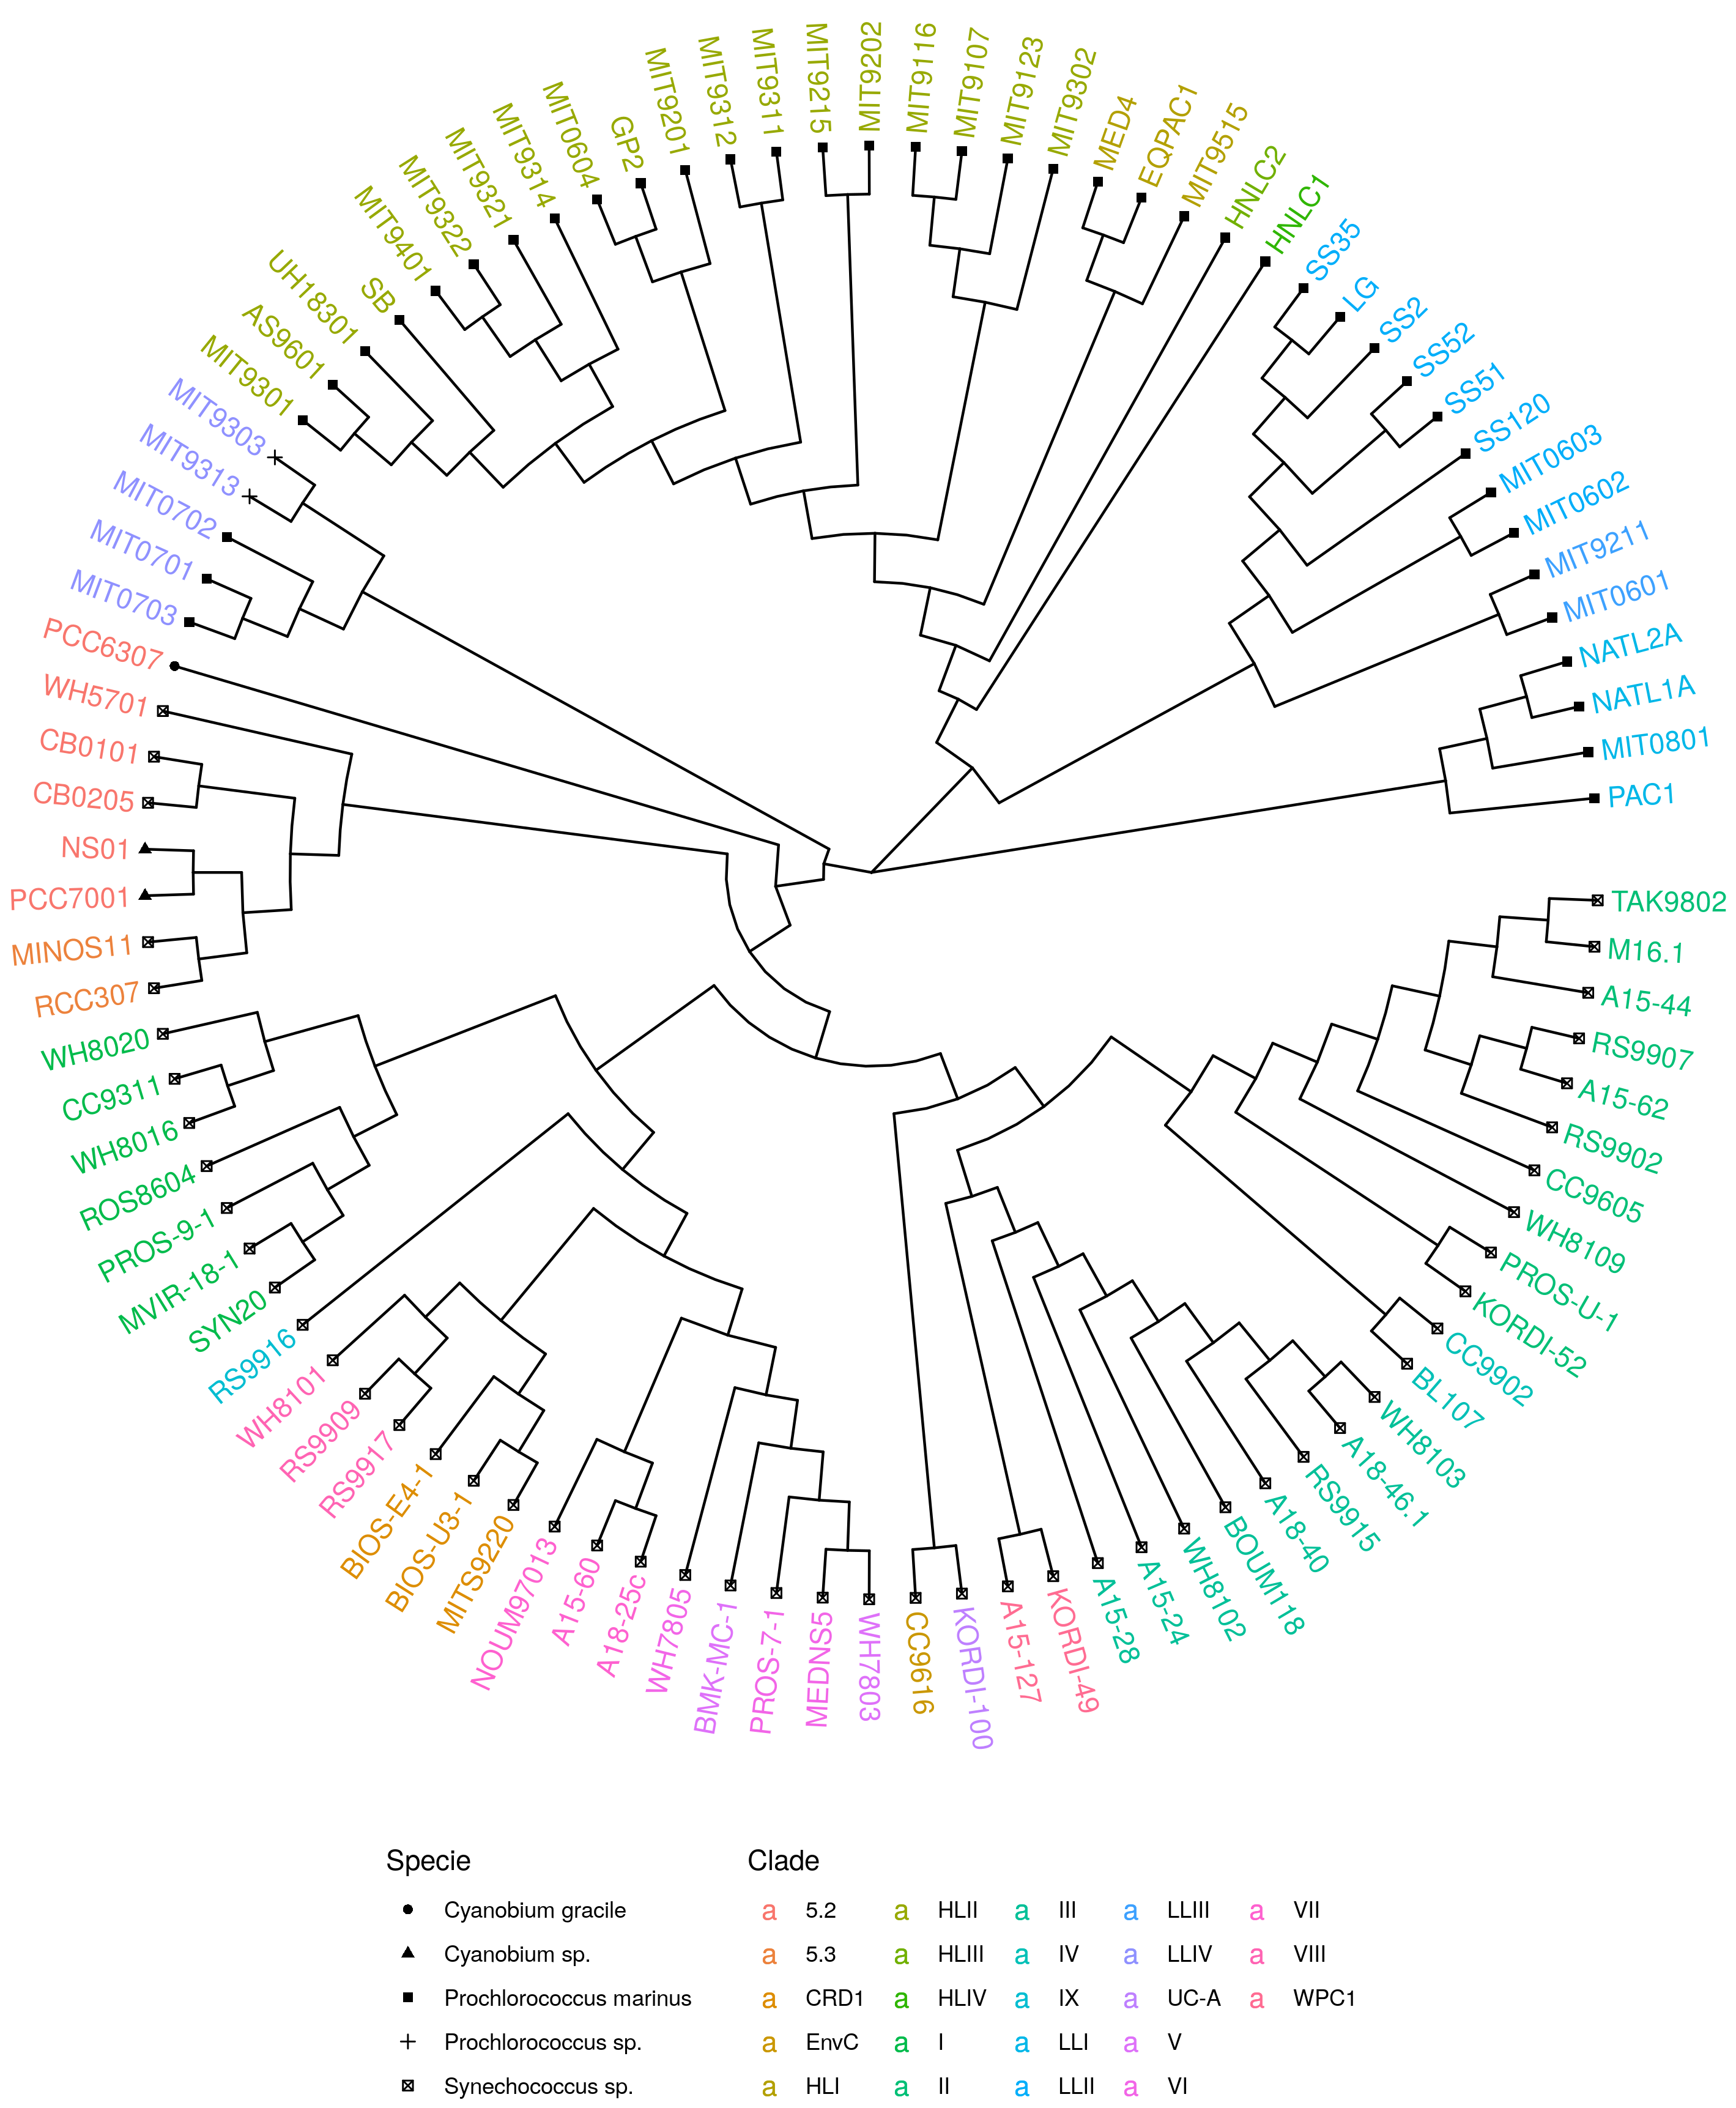 MIT9303
MIT9301
AS9601
UH18301
SB
MIT9401
MIT9322
MIT9321
MIT9314
MIT0604
GP2
MIT9201
MIT9312
MIT9311
MIT9215
MIT9202
MIT9116
MIT9107
MIT9123
MIT9302
MED4
EQPAC1
MIT9515
HNLC2
HNLC1
SS35
LG
SS2
SS52
SS51
SS120
MIT0603
MIT0602
MIT9211
MIT0601
NATL2A
NATL1A
MIT0801
PAC1
MIT9313
MIT0702
MIT0701
MIT0703
PCC6307
WH5701
CB0101
CB0205
NS01
PCC7001
MINOS11
RCC307
WH8020
CC9311
WH8016
ROS8604
PROS-9-1
MVIR-18-1
SYN20
RS9916
WH8101
RS9909
RS9917
BIOS-E4-1
BIOS-U3-1
MITS9220
NOUM97013
A15-60
A18-25c
WH7805
BMK-MC-1
PROS-7-1
MEDNS5
WH7803
CC9616
KORDI-100
A15-127
KORDI-49
A15-28
A15-24
WH8102
BOUM118
A18-40
RS9915
A18-46.1
WH8103
BL107
CC9902
KORDI-52
PROS-U-1
WH8109
CC9605
RS9902
A15-62
RS9907
A15-44
M16.1
TAK9802
Specie
Cyanobium gracile
Cyanobium sp.
Prochlorococcus marinus
Prochlorococcus sp.
Synechococcus sp.
Clade
a 5.2 a HLII a III a LLIII a VII
a 5.3 a HLIII a IV a LLIV a VIII
a CRD1 a HLIV a IX a UC-A a WPC1
a EnvC a I a LLI a V
a HLI a II a LLII a VI